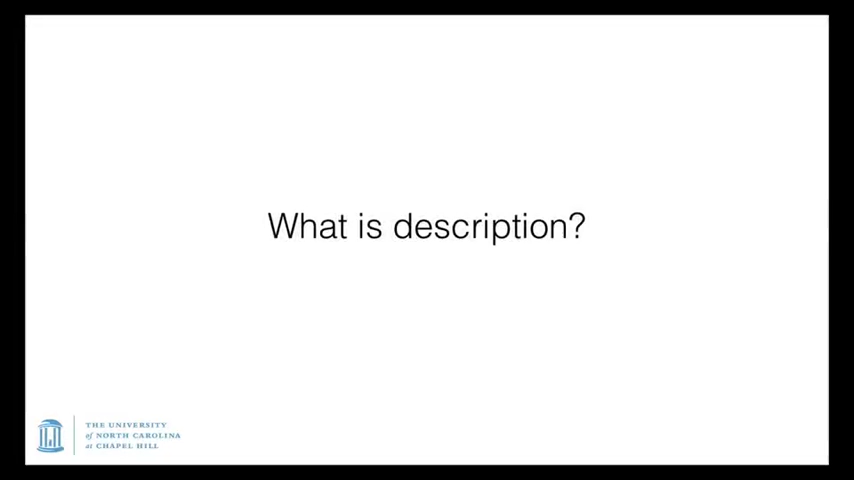 What is description?
THE UNIVERSITY
of NORTH CAROLINA
at CHAPEL HILL